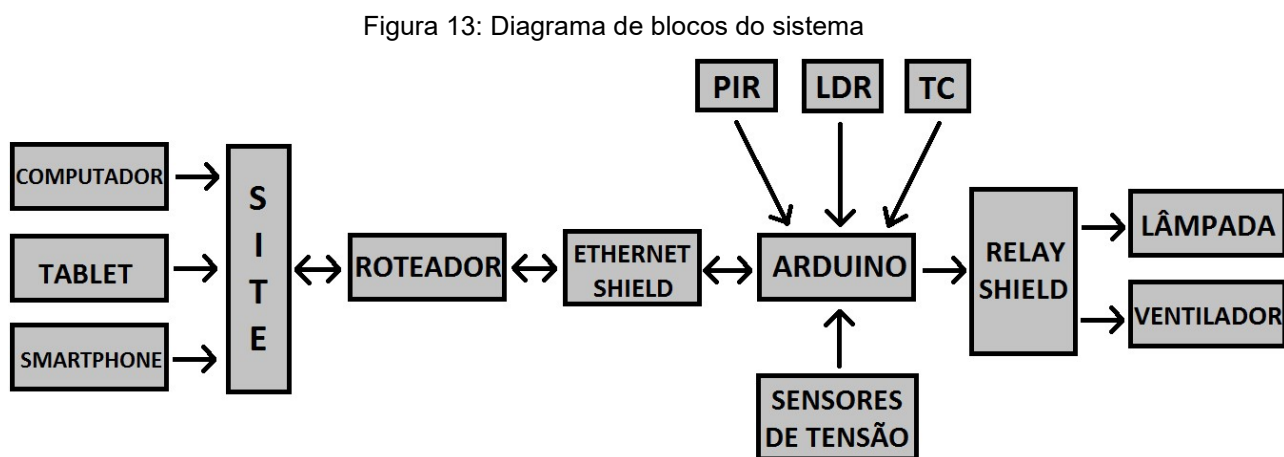 Figura 13: Diagrama de blocos do sistema
PIR
LDR
TC
COMPUTADOR
TABLET
SMARTPHONE
S
I
T
E
ROTEADOR
ETHERNET
SHIELD
ARDUINO
SENSORES
DE TENSÃO
RELAY
SHIELD
LÂMPADA
VENTILADOR